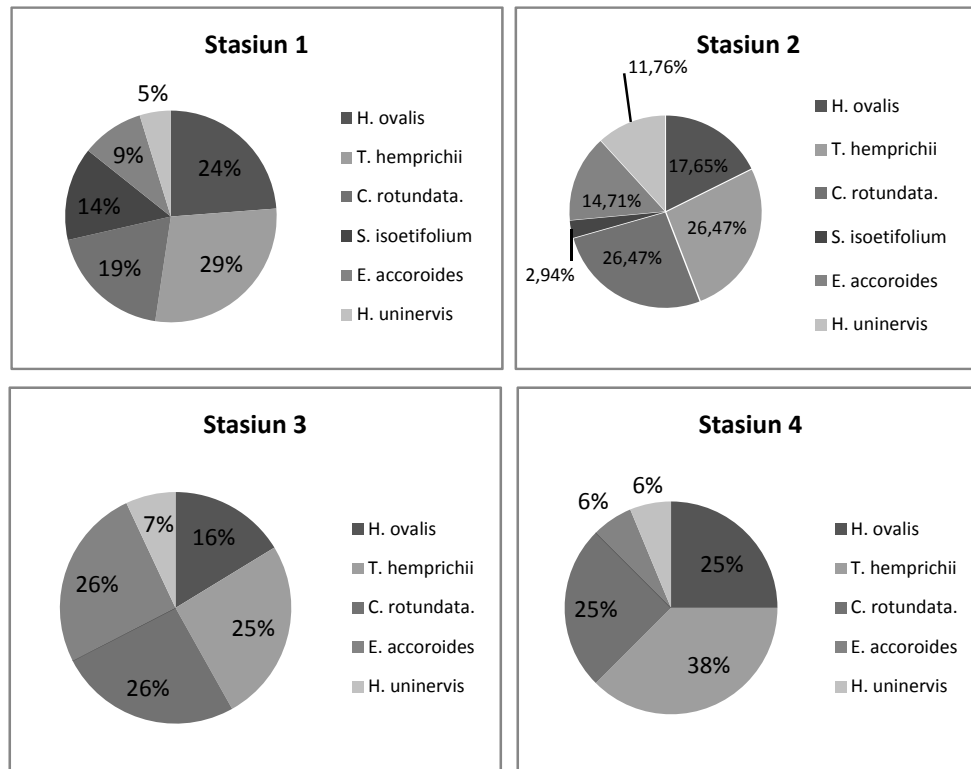 Stasiun 1
5%
9%
24%
14%
19%
29%
H. ovalis
T. hemprichii
C. rotundata.
S. isoetifolium
E. accoroides
H. uninervis
Stasiun 2
11,76%
17,65%
14,71%
26,47%
2,94%
26,47%
H. ovalis
T. hemprichii
C. rotundata.
S. isoetifolium
E. accoroides
H. uninervis
Stasiun 3
7%
16%
26%
25%
26%
H. ovalis
T. hemprichii
C. rotundata.
E. accoroides
H. uninervis
Stasiun 4
6%
6%
25%
25%
38%
H. ovalis
T. hemprichii
C. rotundata.
E. accoroides
H. uninervis